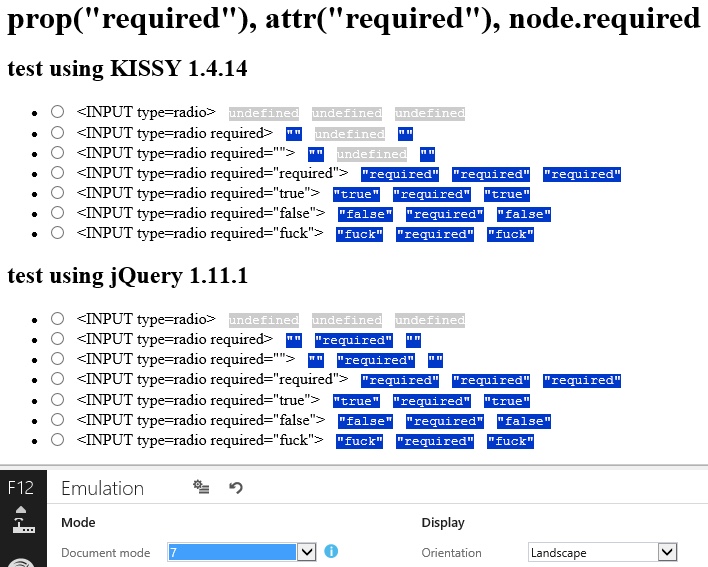 prop("required"), attr("required"), node.required
test using KISSY 1.4.14
<INPUT type=radio> undefined undefined undefined
<INPUT type=radio required> "" undefined ""
<INPUT type=radio required=""> "" undefined ""
<INPUT type=radio required="required"> "required" "required" "required"
<INPUT type=radio required="true"> "true" "required" "true"
<INPUT type=radio required="false"> "false" "required" "false"
<INPUT type=radio required="fuck"> "fuck" "required" "fuck"
test using jQuery 1.11.1
<INPUT type=radio> undefined undefined undefined
<INPUT type=radio required> "" "required" ""
<INPUT type=radio required=""> "" "required" ""
<INPUT type=radio required="required"> "required" "required" "required"
<INPUT type=radio required="true"> "true" "required" "true"
<INPUT type=radio required="false"> "false" "required" "false"
<INPUT type=radio required="fuck"> "fuck" "required" "fuck"
F12 Emulation
Mode Display
Document mode 7 Orientation Landscape